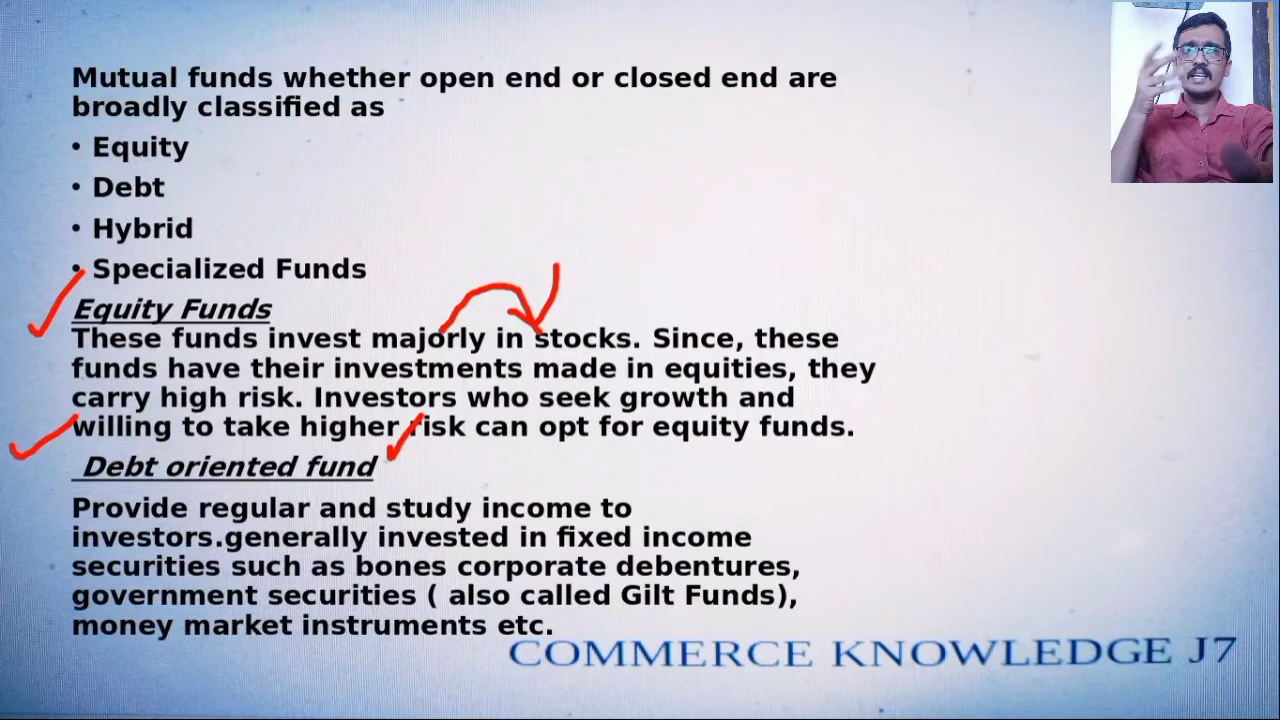 Mutual funds whether open end or closed end are
broadly classified as
• Equity
• Debt
• Hybrid
• Specialized Funds
Equity Funds
These funds invest majorly in stocks. Since, these
funds have their investments made in equities, they
carry high risk. Investors who seek growth and
willing to take higher risk can opt for equity funds.
Debt oriented fund
Provide regular and study income to
investors.generally invested in fixed income
securities such as bones corporate debentures,
government securities ( also called Gilt Funds),
money market instruments etc.
COMMERCE KNOWLEDGE J7